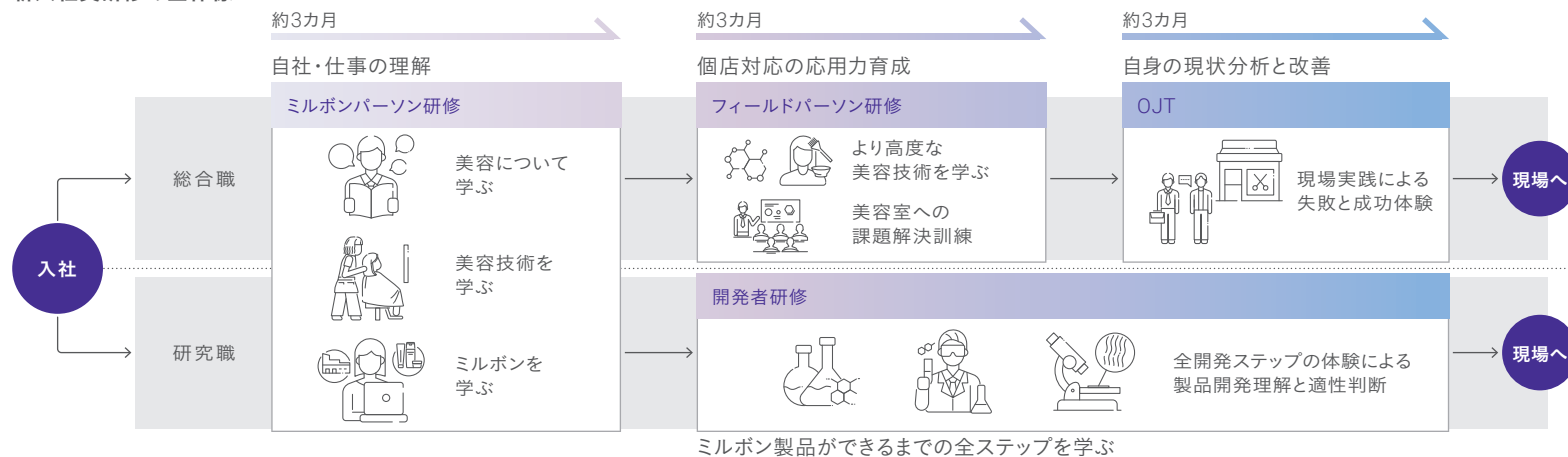 約3カ月
約3カ月
約3カ月
自社・仕事の理解
個店対応の応用力育成
自身の現状分析と改善
ミルボンパーソン研修
フィールドパーソン研修
OJT
入社
総合職
研究職
美容について
学ぶ
美容技術を
学ぶ
ミルボンを
学ぶ
より高度な
美容技術を学ぶ
美容室への
課題解決訓練
現場実践による
失敗と成功体験
現場へ
開発者研修
全開発ステップの体験による
製品開発理解と適性判断
現場へ
ミルボン製品ができるまでの全ステップを学ぶ